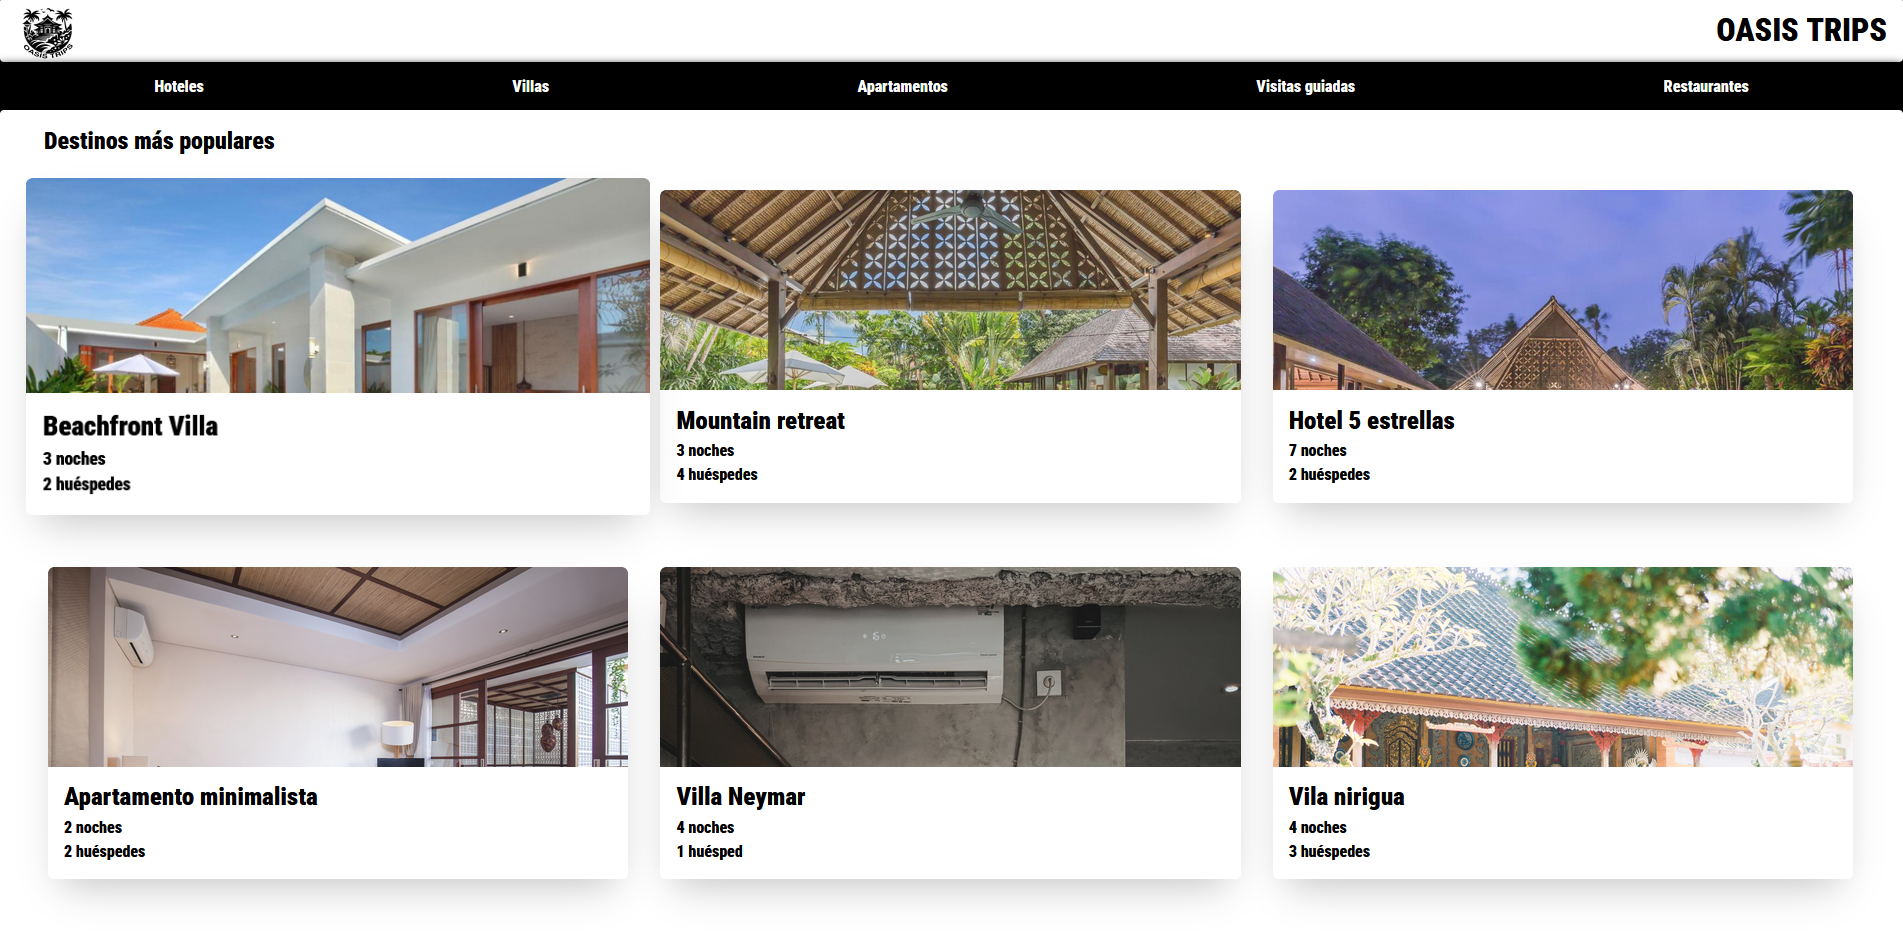 OASIS TRIPS
OASIS TRIPS
Hoteles
Villas
Apartamentos
Visitas guiadas
Restaurantes
Destinos más populares
Beachfront Villa
3 noches
2 huéspedes
Mountain retreat
3 noches
4 huéspedes
Hotel 5 estrellas
7 noches
2 huéspedes
Apartamento minimalista
2 noches
2 huéspedes
Villa Neymar
4 noches
1 huésped
Vila nirigua
4 noches
3 huéspedes